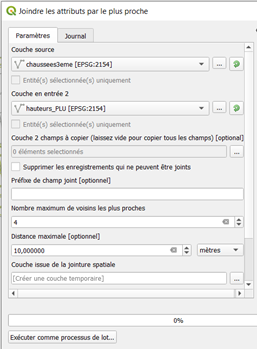 Joindre les attributs par le plus proche
Paramètres
Journal
Couche source
chaussees3eme [EPSG:2154]
...
Entité(s) sélectionnée(s) uniquement
Couche en entrée 2
hauteurs_PLU [EPSG:2154]
...
Entité(s) sélectionnée(s) uniquement
Couche 2 champs à copier (laissez vide pour copier tous les champs) [optional]
0 éléments selectionnés
...
Supprimer les enregistrements qui ne peuvent être joints
Préfixe de champ joint [optionnel]
Nombre maximum de voisins les plus proches
4
Distance maximale [optionnel]
10,000000
mètres
Couche issue de la jointure spatiale
[Créer une couche temporaire]
...
0%
Exécuter comme processus de lot...